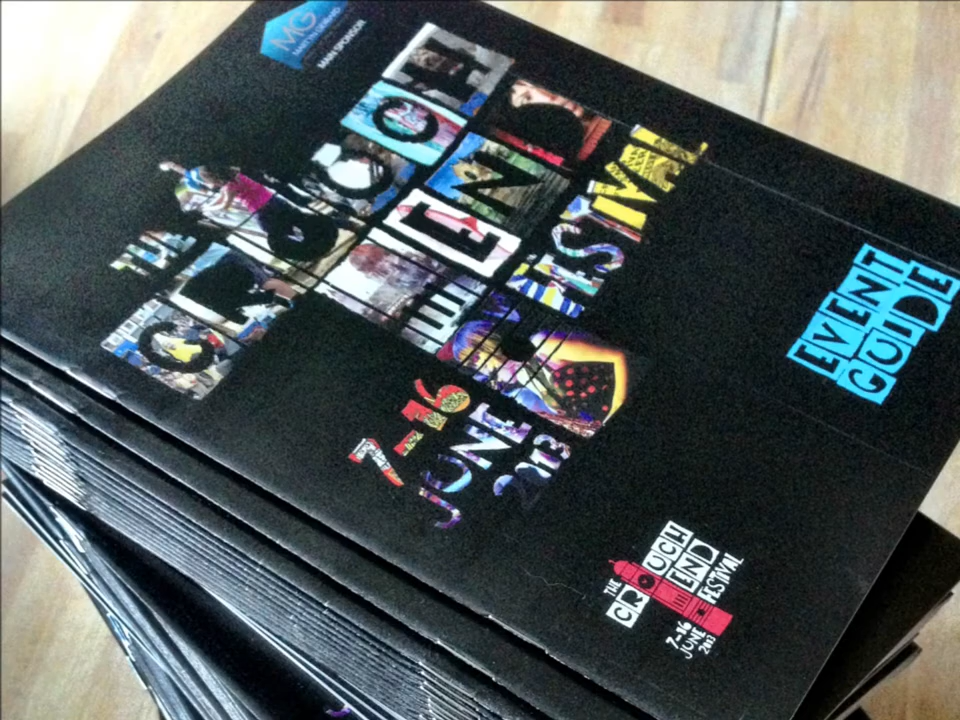 MG
MAIN SPONSOR
THE
CROUCH
END
FESTIVAL
7-16
JUNE
2013
EVENT
GUIDE
THE
CROUCH
END
FESTIVAL
7-16
JUNE
2013